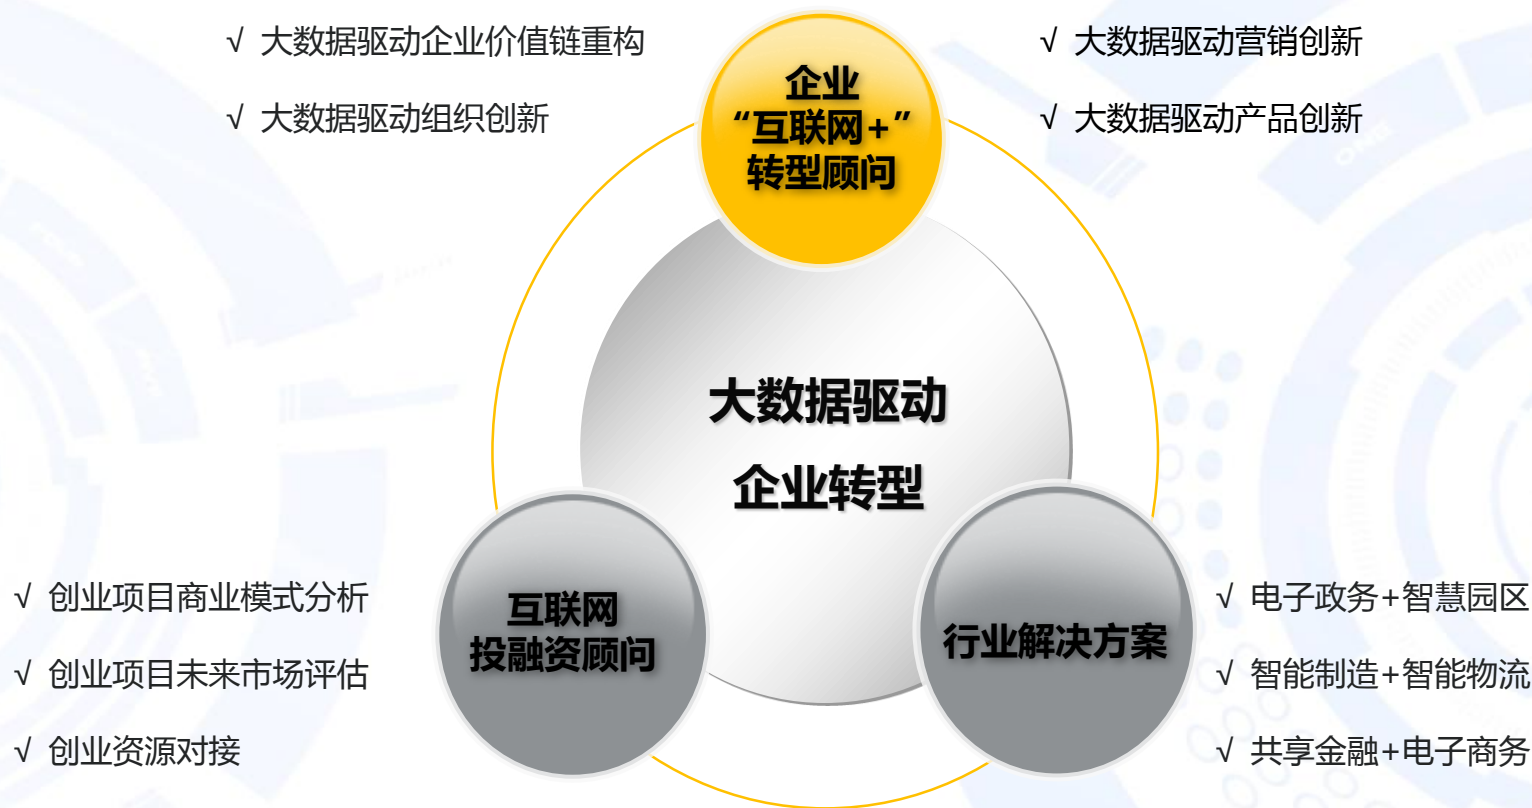 √ 大数据驱动企业价值链重构
√ 大数据驱动组织创新
企业
“互联网+”
转型顾问
√ 大数据驱动营销创新
√ 大数据驱动产品创新
大数据驱动
企业转型
互联网
投融资顾问
行业解决方案
√ 创业项目商业模式分析
√ 创业项目未来市场评估
√ 创业资源对接
√ 电子政务+智慧园区
√ 智能制造+智能物流
√ 共享金融+电子商务